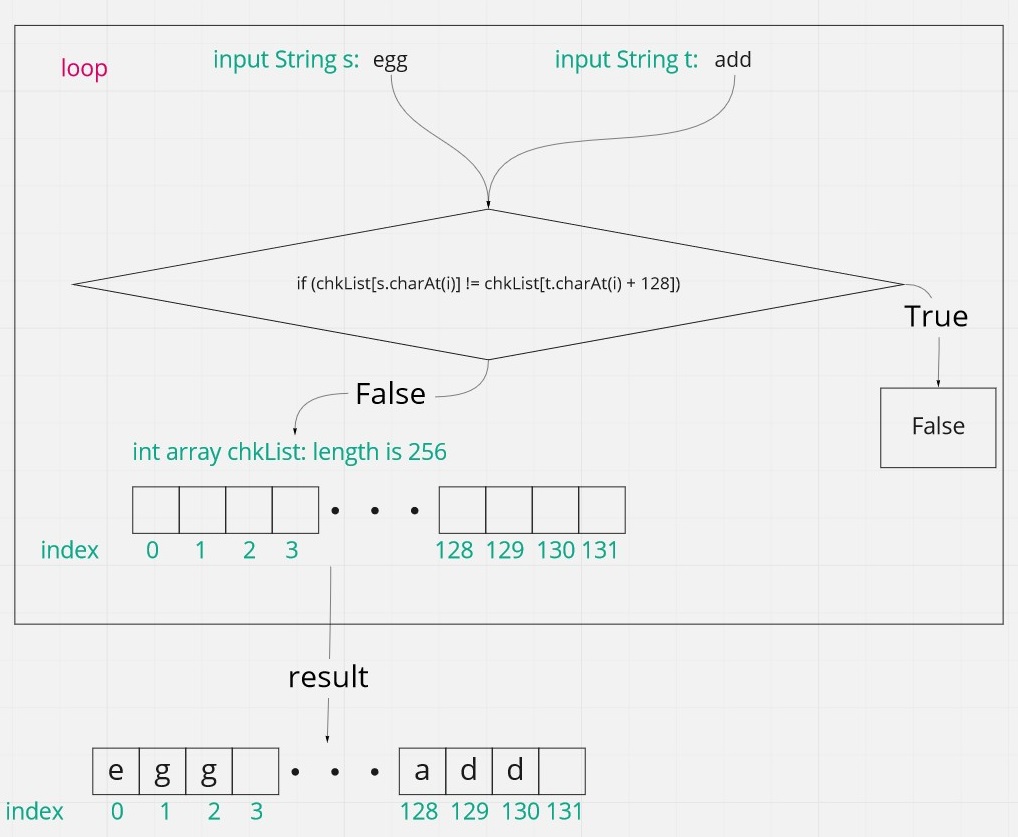 loop
input String s: egg
input String t: add
if (chkList[s.charAt(i)] != chkList[t.charAt(i) + 128])
True
False
False
int array chkList: length is 256
index 0 1 2 3 128 129 130 131
result
e g g a d d
index 0 1 2 3 128 129 130 131